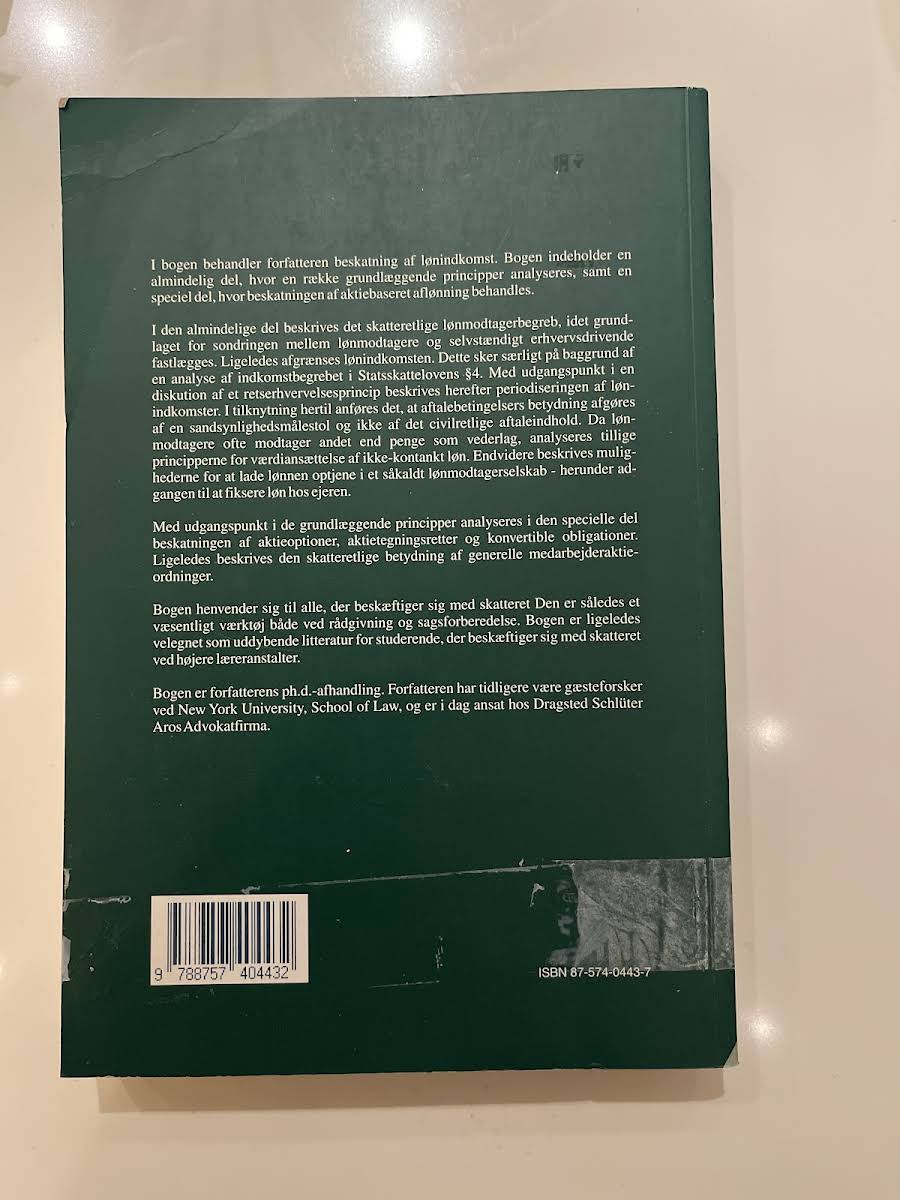 I bogen behandler forfatteren beskatning af lønindkomst. Bogen indeholder en
almindelig del, hvor en række grundlæggende principper analyseres, samt en
speciel del, hvor beskatningen af aktiebaseret aflønning behandles.
I den almindelige del beskrives det skatteretlige lønmodtagerbegreb, idet grund-
laget for sondringen mellem lønmodtagere og selvstændigt erhvervsdrivende
fastlægges. Ligeledes afgrænses lønindkomsten. Dette sker særligt på baggrund af
en analyse af indkomstbegrebet i Statsskattelovens §4. Med udgangspunkt i en
diskution af et retserhvervelsesprincip beskrives herefter periodiseringen af løn-
indkomster. I tilknytning hertil anføres det, at aftalebetingelsers betydning afgøres
af en sandsynlighedsmålestol og ikke af det civilretlige aftaleindhold. Da løn-
modtagere ofte modtager andet end penge som vederlag, analyseres tillige
principperne for værdiansættelse af ikke-kontankt løn. Endvidere beskrives mulig-
hederne for at lade lønnen optjene i et såkaldt lønmodtagerselskab - herunder ad-
gangen til at fiksere løn hos ejeren.
Med udgangspunkt i de grundlæggende principper analyseres i den specielle del
beskatningen af aktieoptioner, aktietegningsretter og konvertible obligationer.
Ligeledes beskrives den skatteretlige betydning af generelle medarbejderaktie-
ordninger.
Bogen henvender sig til alle, der beskæftiger sig med skatteret Den er således et
væsentligt værktøj både ved rådgivning og sagsforberedelse. Bogen er ligeledes
velegnet som uddybende litteratur for studerende, der beskæftiger sig med skatteret
ved højere læreranstalter.
Bogen er forfatterens ph.d.-afhandling. Forfatteren har tidligere være gæsteforsker
ved New York University, School of Law, og er i dag ansat hos Dragsted Schlüter
Aros Advokatfirma.
9 788757 404432
ISBN 87-574-0443-7